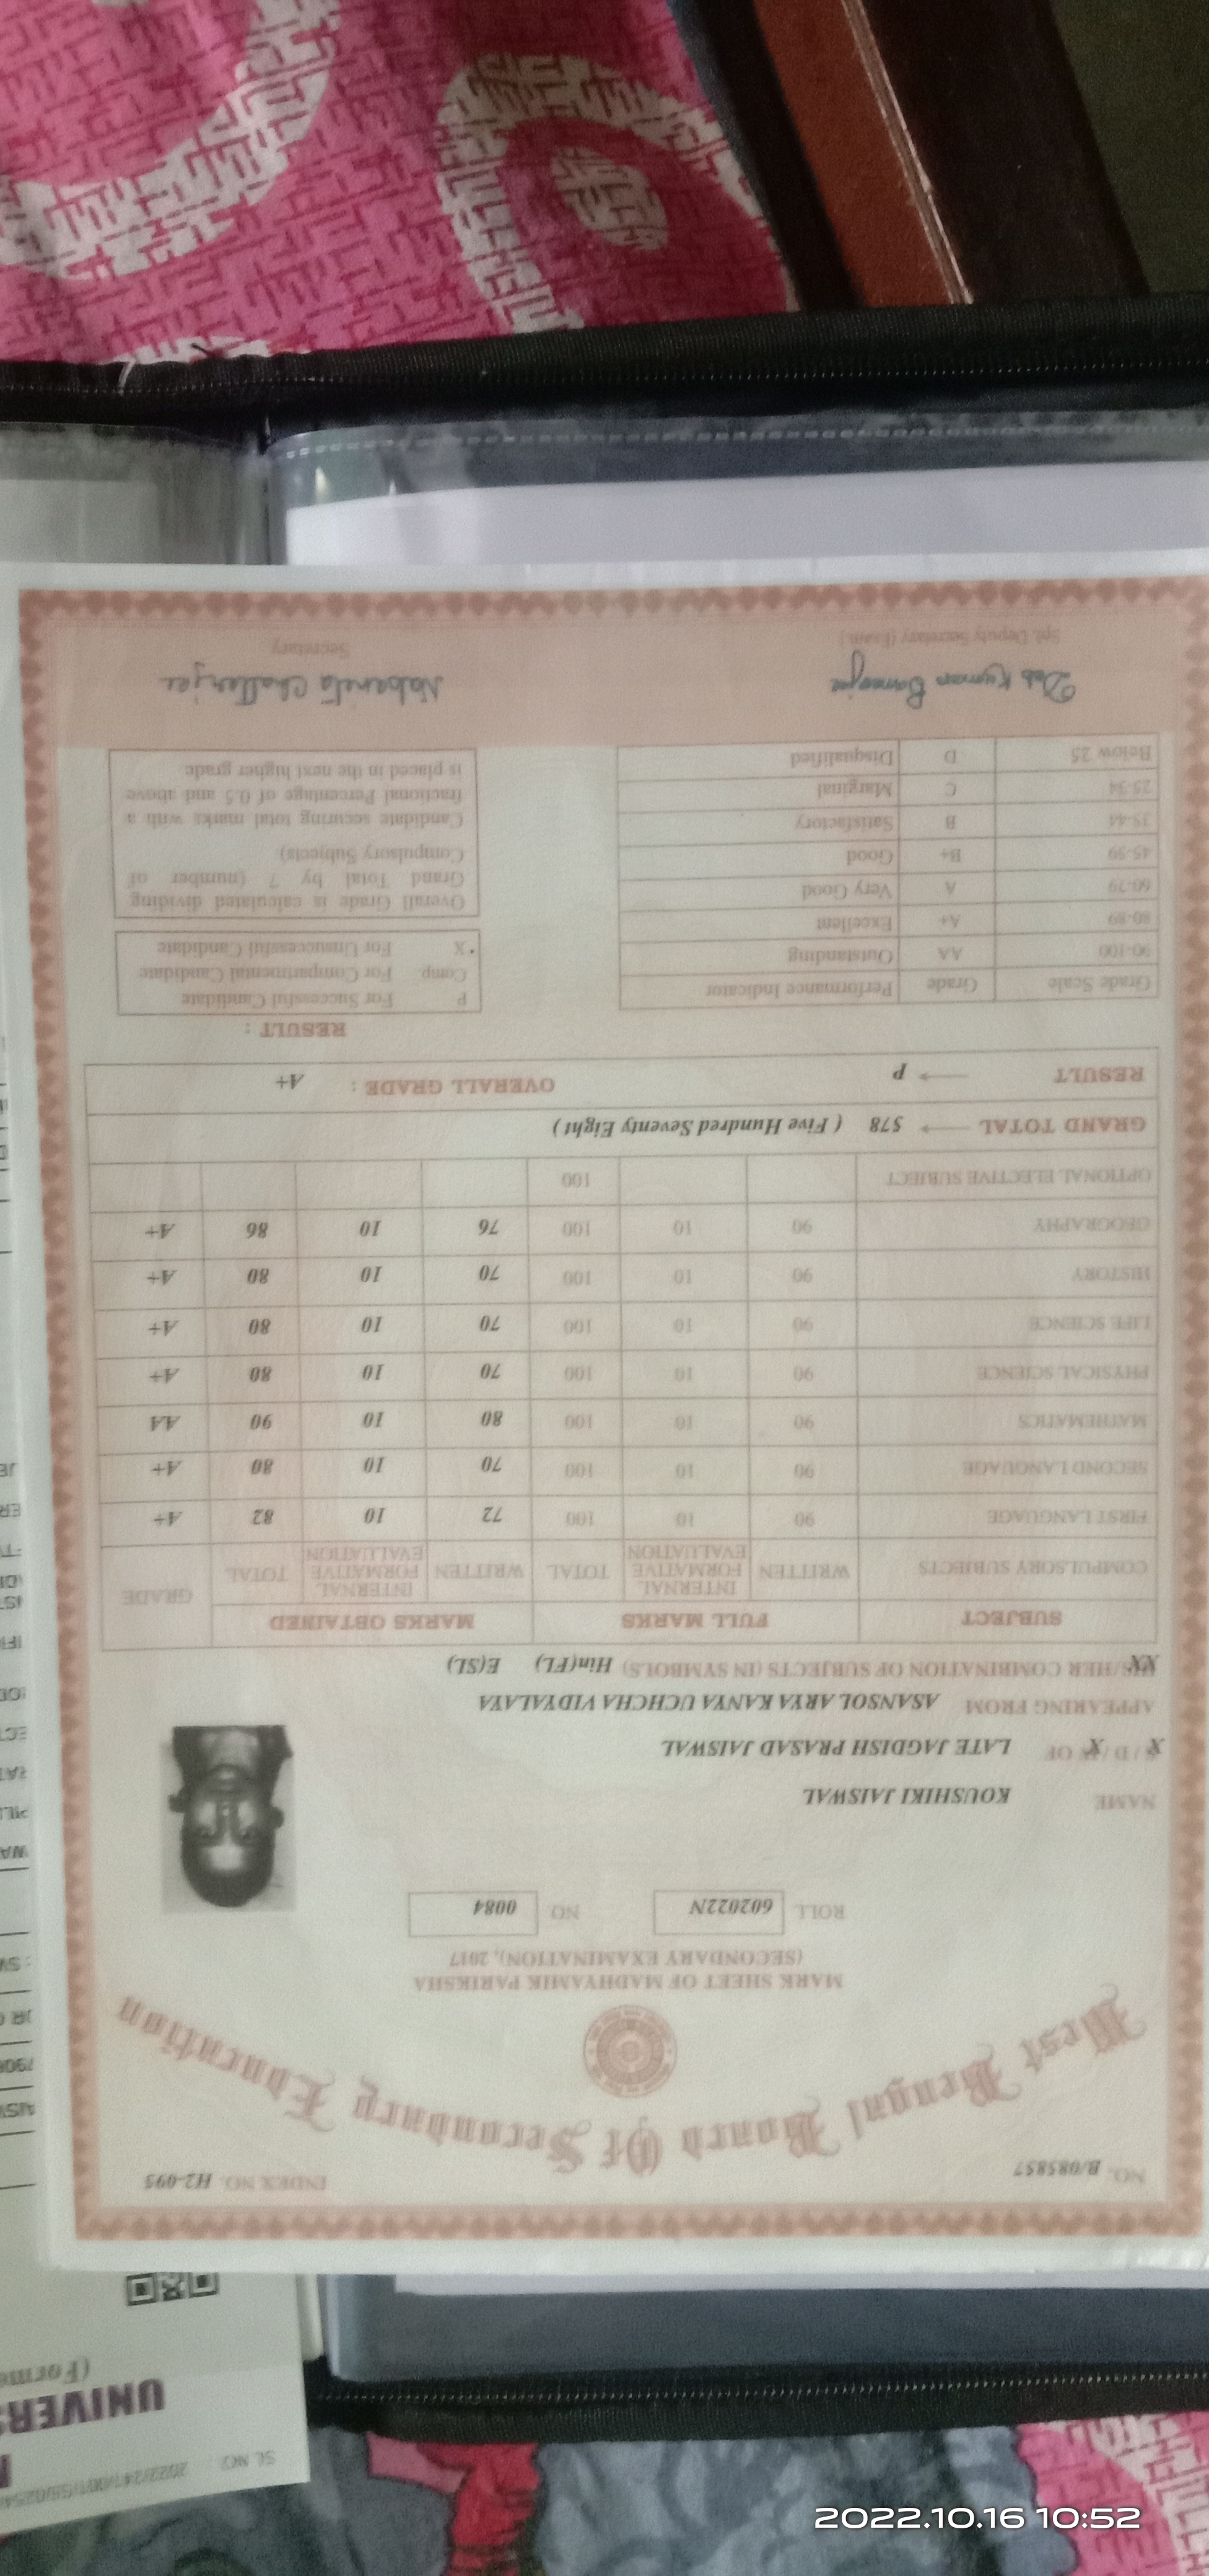 2022.10.16 10:52
SL NO
UNIVERS
(Forme
NO. B/085857
INDEX NO. H2-095
West Bengal Board Of Secondary Education
MARK SHEET OF MADHYAMIK PARIKSHA
(SECONDARY EXAMINATION), 2017
ROLL 602022N NO 0084
NAME KOUSHIKI JAISWAL
S / D / W OF LATE JAGDISH PRASAD JAISWAL
APPEARING FROM ASANSOL ARYA KANYA UCHCHA VIDYALAYA
HIS/HER COMBINATION OF SUBJECTS (IN SYMBOLS) Hin(FL) E(SL)
SUBJECT FULL MARKS MARKS OBTAINED GRADE
COMPULSORY SUBJECTS WRITTEN INTERNAL FORMATIVE EVALUATION TOTAL WRITTEN INTERNAL FORMATIVE EVALUATION TOTAL
FIRST LANGUAGE 90 10 100 72 10 82 A+
SECOND LANGUAGE 90 10 100 70 10 80 A+
MATHEMATICS 90 10 100 80 10 90 AA
PHYSICAL SCIENCE 90 10 100 70 10 80 A+
LIFE SCIENCE 90 10 100 70 10 80 A+
HISTORY 90 10 100 70 10 80 A+
GEOGRAPHY 90 10 100 76 10 86 A+
OPTIONAL ELECTIVE SUBJECT 100
GRAND TOTAL → 578 ( Five Hundred Seventy Eight )
RESULT → P OVERALL GRADE : A+
Grade Scale Grade Performance Indicator
90-100 AA Outstanding
80-89 A+ Excellent
60-79 A Very Good
45-59 B+ Good
35-44 B Satisfactory
25-34 C Marginal
Below 25 D Disqualified
RESULT :
P For Successful Candidate
Comp For Compartmental Candidate
*X For Unsuccessful Candidate
Overall Grade is calculated dividing
Grand Total by 7 (number of
Compulsory Subjects)
Candidate securing total marks with a
fractional Percentage of 0.5 and above
is placed in the next higher grade
Deb Kumar Banerjee
Spl. Deputy Secretary (Exam.)
Nabanita Chatterjee
Secretary